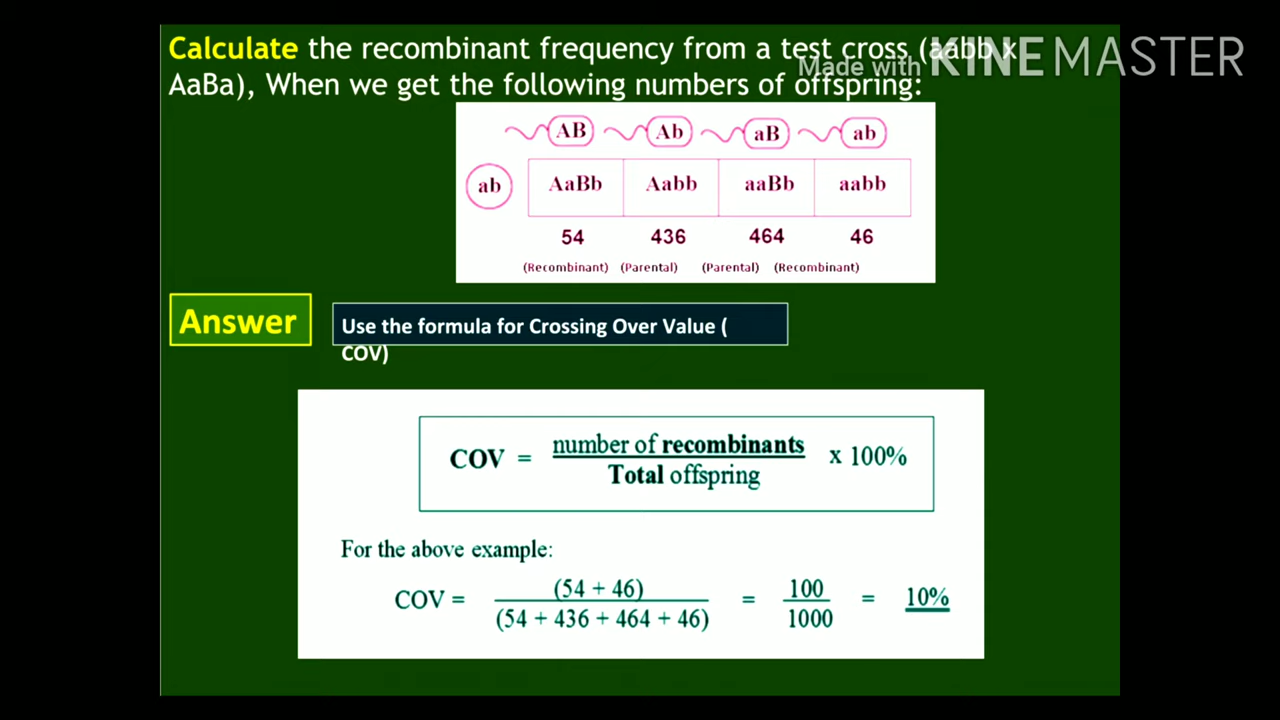 Calculate the recombinant frequency from a test cross (aabb x
Made with KINEMASTER
AaBa), When we get the following numbers of offspring:
AB Ab aB ab
ab AaBb Aabb aaBb aabb
54 436 464 46
(Recombinant) (Parental) (Parental) (Recombinant)
Answer
Use the formula for Crossing Over Value (
COV)
COV = number of recombinants x 100%
Total offspring
For the above example:
COV = (54 + 46) = 100 = 10%
(54 + 436 + 464 + 46) 1000